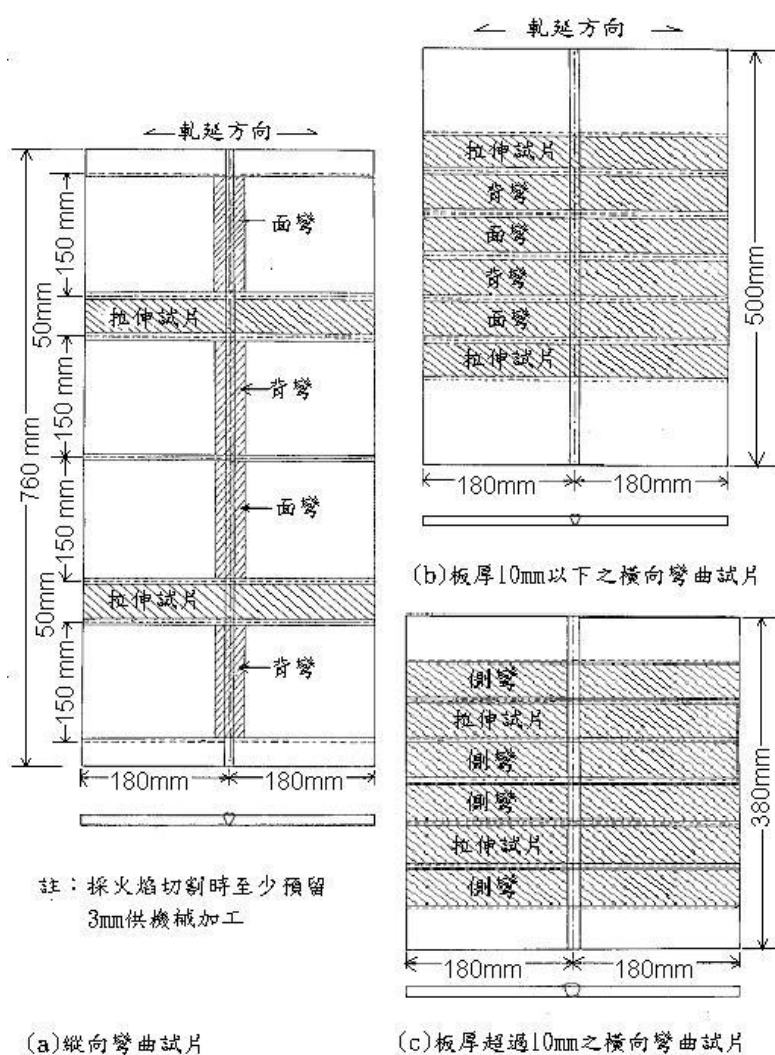 軋延方向
面彎
拉伸試片
背彎
面彎
拉伸試片
背彎
150 mm
50mm
150 mm
150 mm
50mm
150 mm
760 mm
180mm
180mm
註：採火焰切割時至少預留
3mm供機械加工
(a)縱向彎曲試片
軋延方向
拉伸試片
背彎
面彎
背彎
面彎
拉伸試片
500mm
180mm
180mm
(b)板厚10mm以下之橫向彎曲試片
側彎
拉伸試片
側彎
側彎
拉伸試片
側彎
380mm
180mm
180mm
(c)板厚超過10mm之橫向彎曲試片